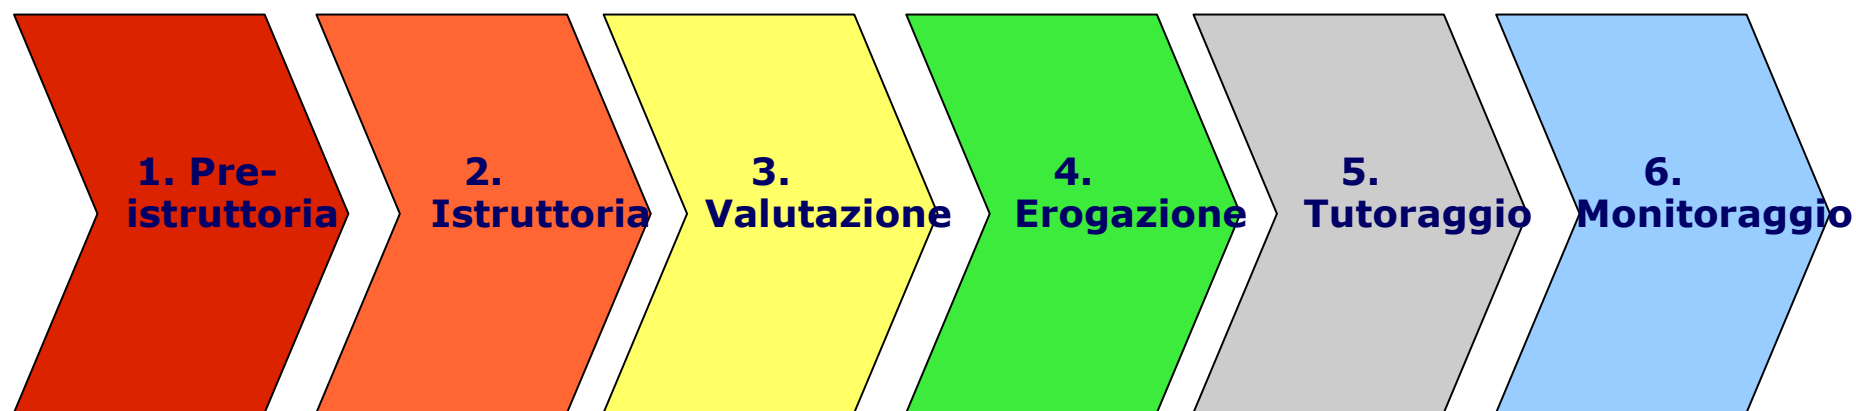 1. Pre-
istruttoria
2.
Istruttoria
3.
Valutazione
4.
Erogazione
5.
Tutoraggio
6.
Monitoraggio